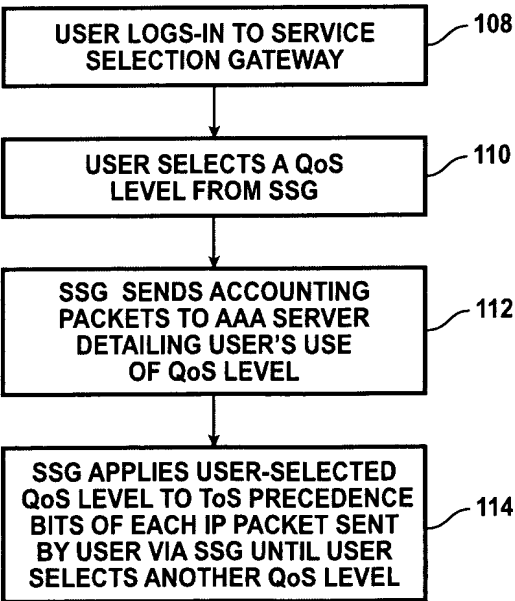 USER LOGS-IN TO SERVICE
SELECTION GATEWAY
108
USER SELECTS A QoS
LEVEL FROM SSG
110
SSG SENDS ACCOUNTING
PACKETS TO AAA SERVER
DETAILING USER'S USE
OF QoS LEVEL
112
SSG APPLIES USER-SELECTED
QoS LEVEL TO ToS PRECEDENCE
BITS OF EACH IP PACKET SENT
BY USER VIA SSG UNTIL USER
SELECTS ANOTHER QoS LEVEL
114